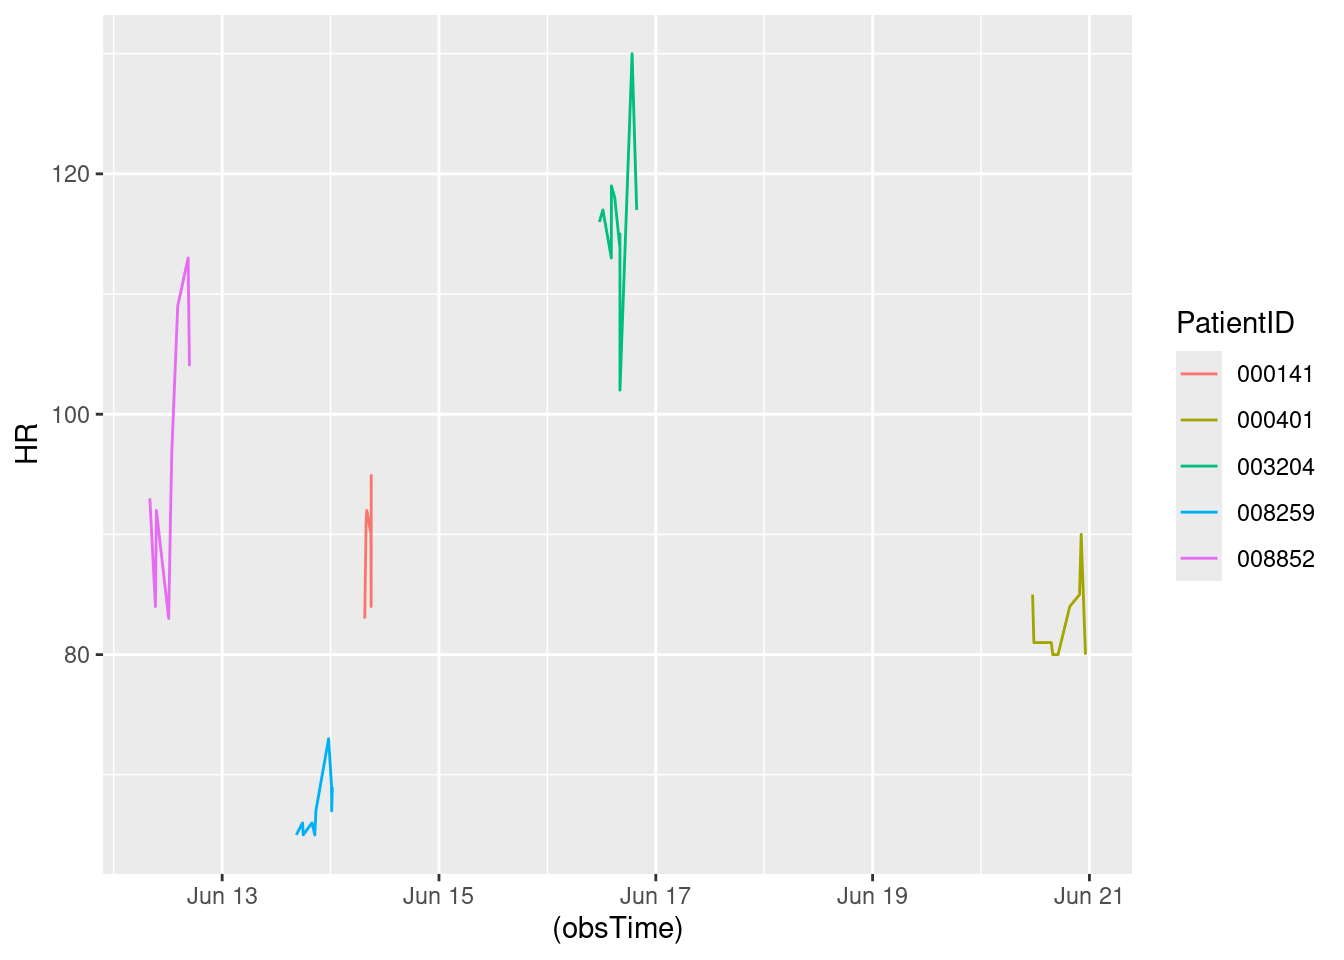 HR
120
100
80
Jun 13
Jun 15
Jun 17
Jun 19
Jun 21
(obsTime)
PatientID
000141
000401
003204
008259
008852